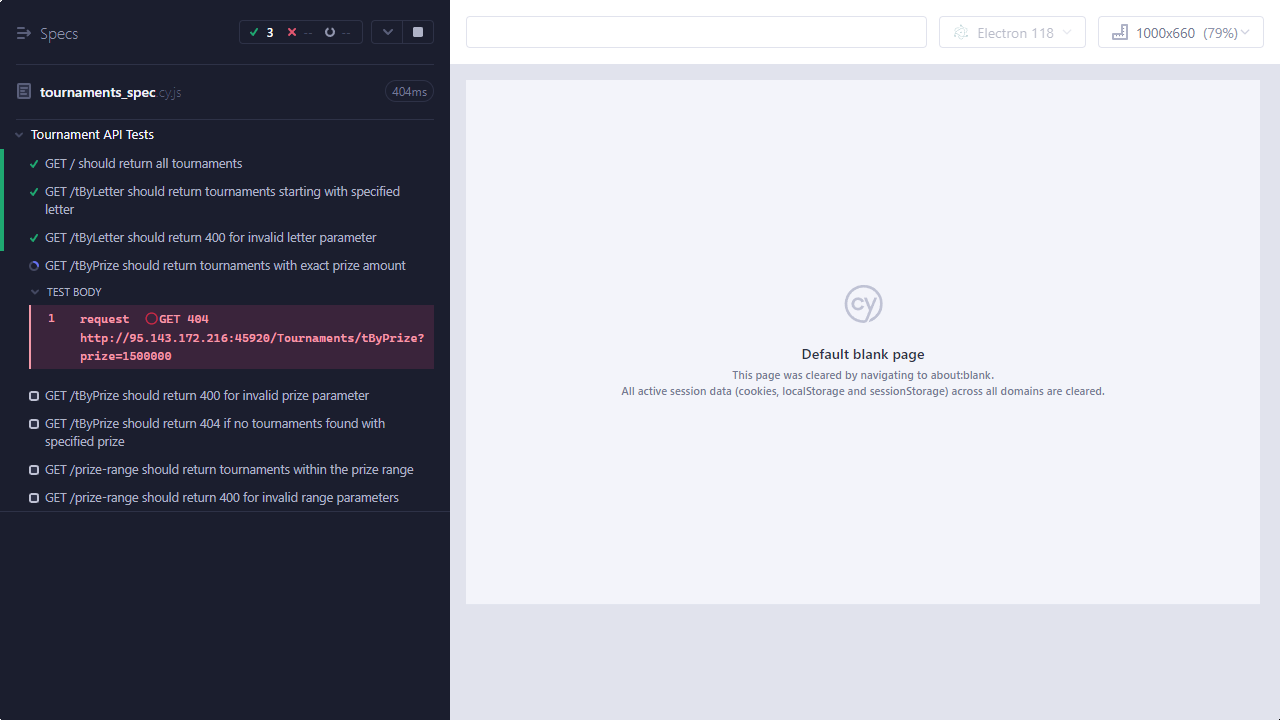 Specs
3 -- --
Electron 118
1000x660 (79%)
tournaments_spec.cy.js
404ms
Tournament API Tests
GET / should return all tournaments
GET /tByLetter should return tournaments starting with specified
letter
GET /tByLetter should return 400 for invalid letter parameter
GET /tByPrize should return tournaments with exact prize amount
TEST BODY
1 request GET 404
http://95.143.172.216:45920/Tournaments/tByPrize?
prize=1500000
GET /tByPrize should return 400 for invalid prize parameter
GET /tByPrize should return 404 if no tournaments found with
specified prize
GET /prize-range should return tournaments within the prize range
GET /prize-range should return 400 for invalid range parameters
cy
Default blank page
This page was cleared by navigating to about:blank.
All active session data (cookies, localStorage and sessionStorage) across all domains are cleared.